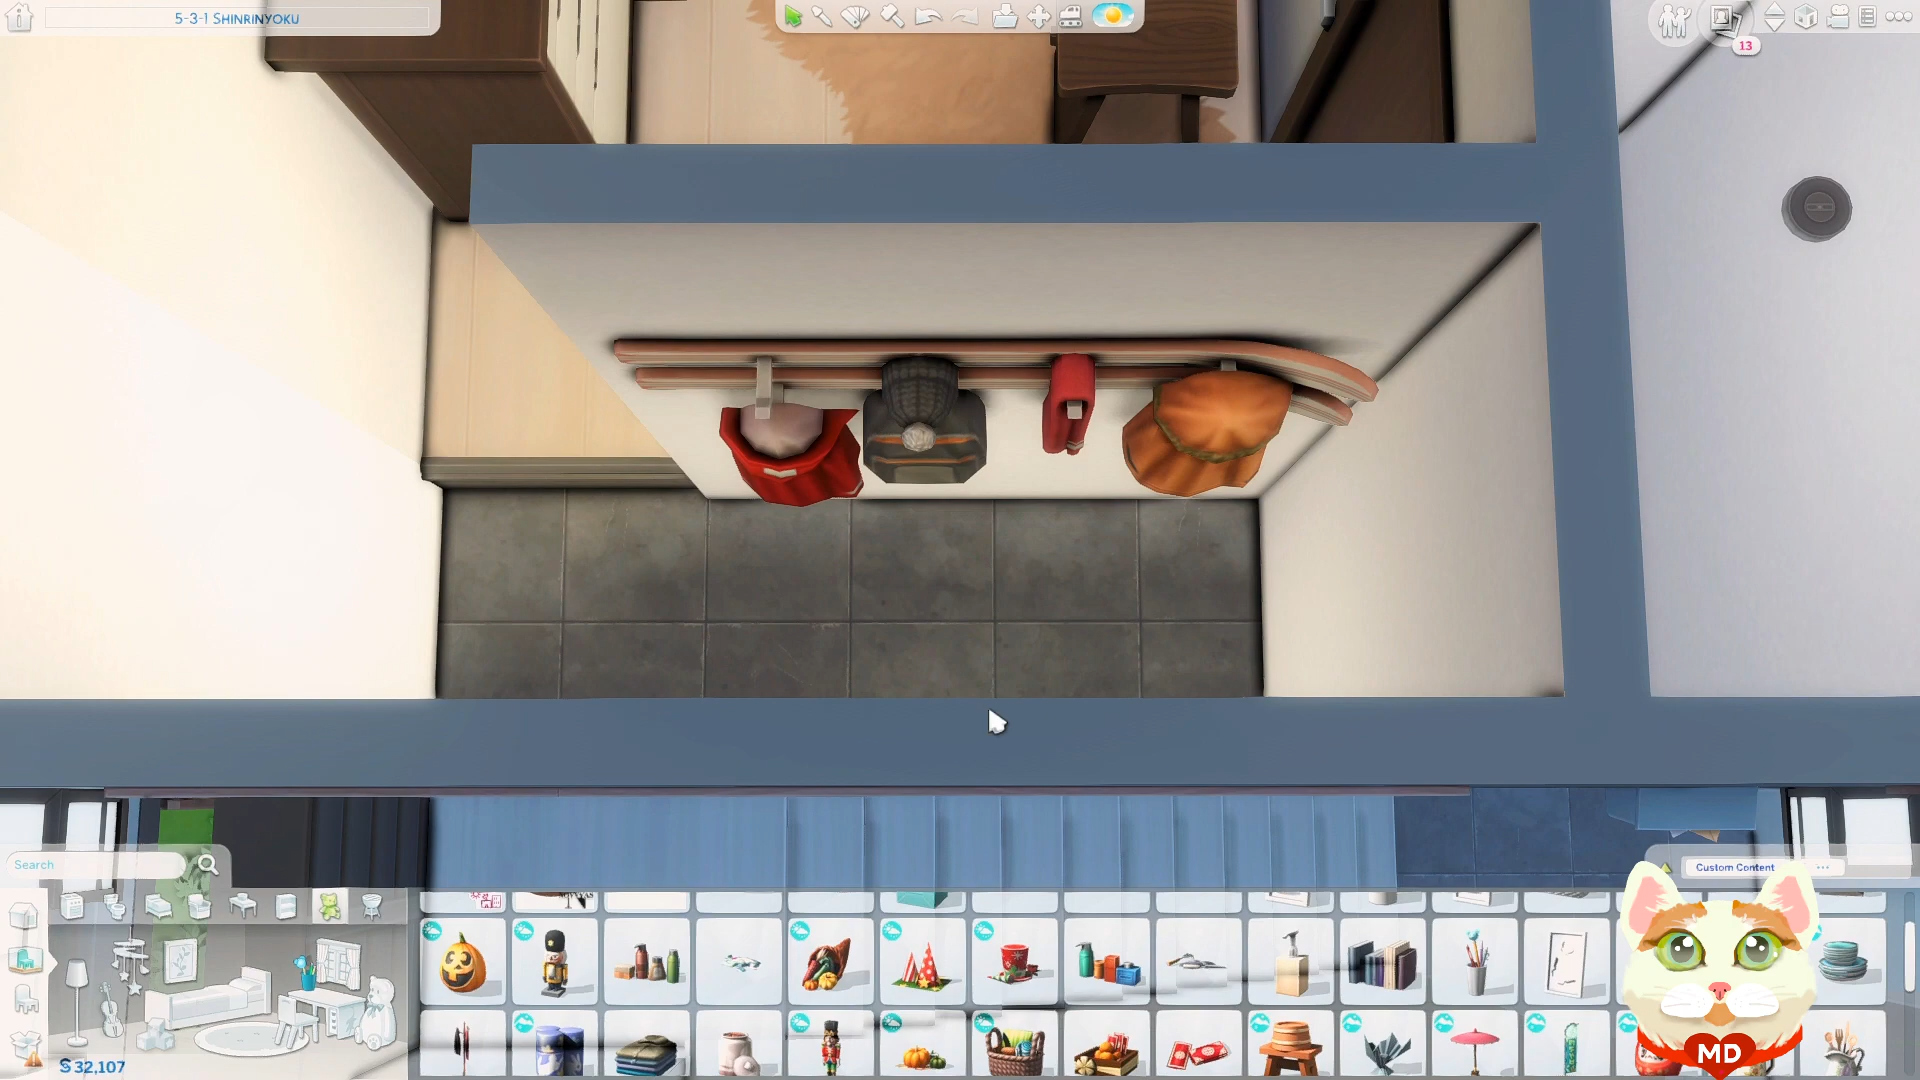 5-3-1 Shinrinyoku
13
Search
Custom Content
§32,107
MD